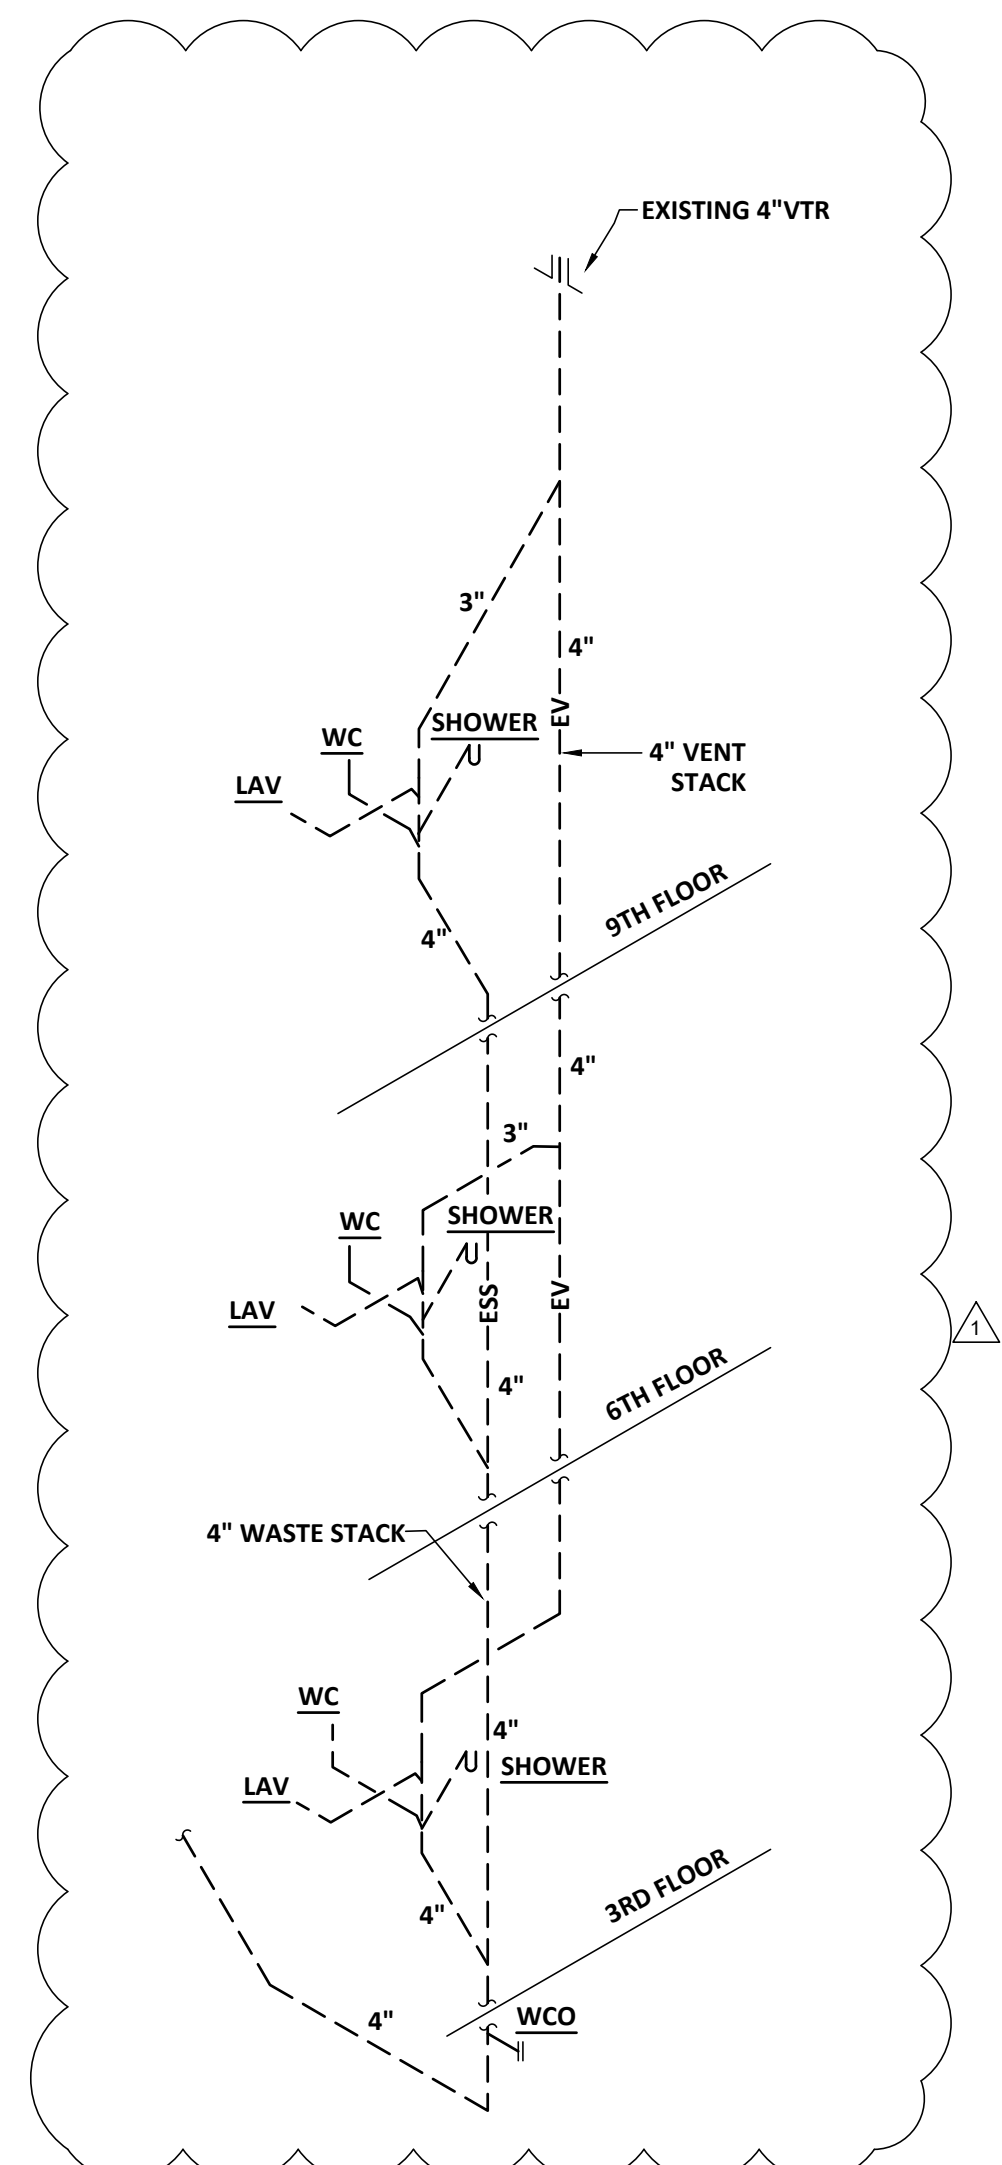 EXISTING 4"VTR
3"
4"
EV
SHOWER
WC
4" VENT
STACK
LAV
9TH FLOOR
4"
4"
3"
SHOWER
WC
ESS
EV
LAV
1
6TH FLOOR
4"
4" WASTE STACK
WC
4"
SHOWER
LAV
3RD FLOOR
4"
WCO
4"